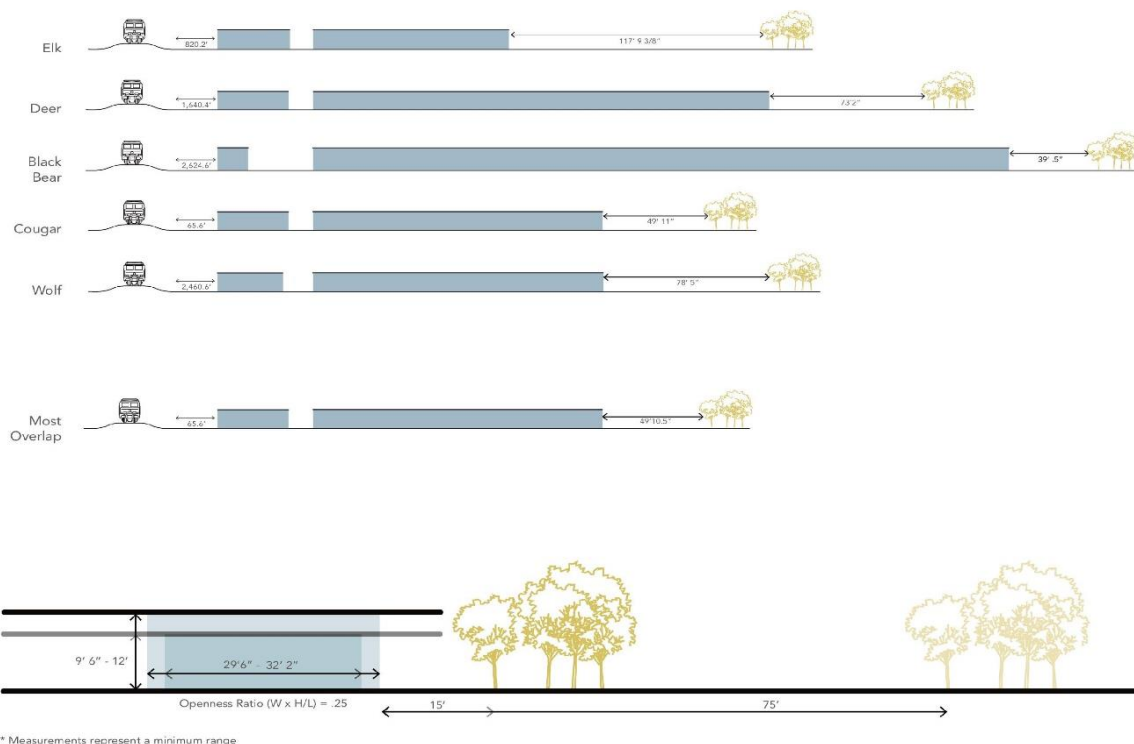 Elk
820.2'
117' 9 3/8"
Deer
1,640.4'
73'2"
Black
Bear
2,624.6'
39' .5"
Cougar
65.6'
49' 11"
Wolf
2,460.6'
78' 5"
Most
Overlap
65.6'
49'10.5"
9' 6" - 12'
29'6" - 32' 2"
Openness Ratio (W x H/L) = .25
15'
75'
* Measurements represent a minimum range